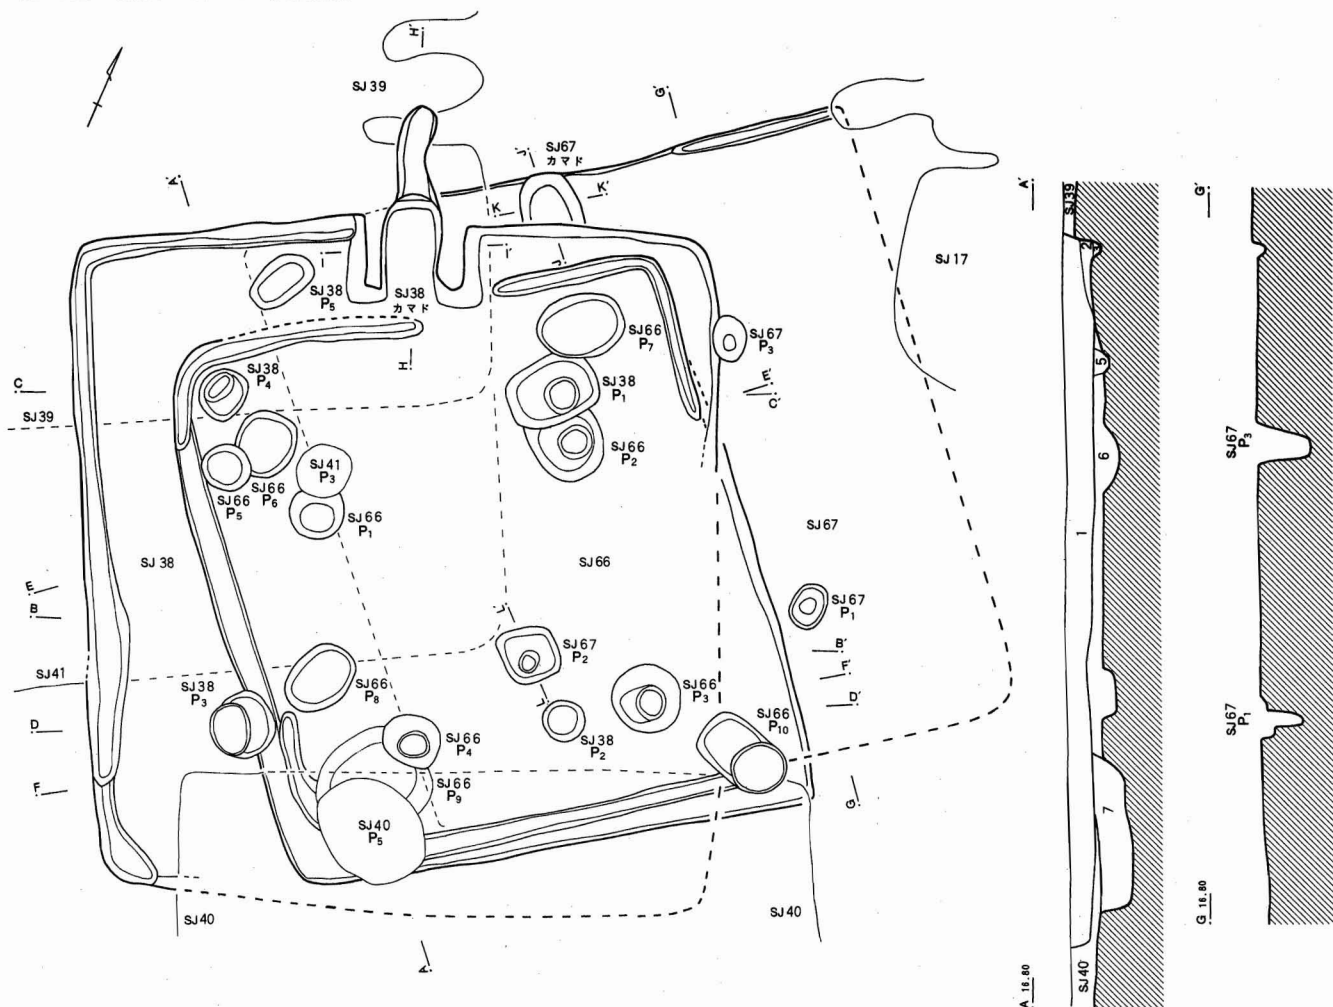 H'
SJ39
G'
A'
J'
SJ67
カマド
K'
K
I
I'
J
SJ17
SJ38
P5
SJ38
カマド
SJ66
P7
SJ67
P3
H
E'
C'
C
SJ39
SJ38
P4
SJ38
P1
SJ66
P2
SJ41
P3
SJ66
P5
SJ66
P6
SJ66
P1
SJ67
SJ38
SJ66
E
B
SJ67
P1
L'
SJ67
P2
B'
F'
D'
SJ41
SJ38
P3
SJ66
P8
SJ66
P3
L
D
SJ66
P4
SJ38
P2
SJ66
P10
F
SJ66
P9
G
SJ40
P5
SJ40
SJ40
A
A'
SJ39
2
3
5
6
1
7
SJ40
A 16.80
G'
SJ67
P3
SJ67
P1
G 16.80